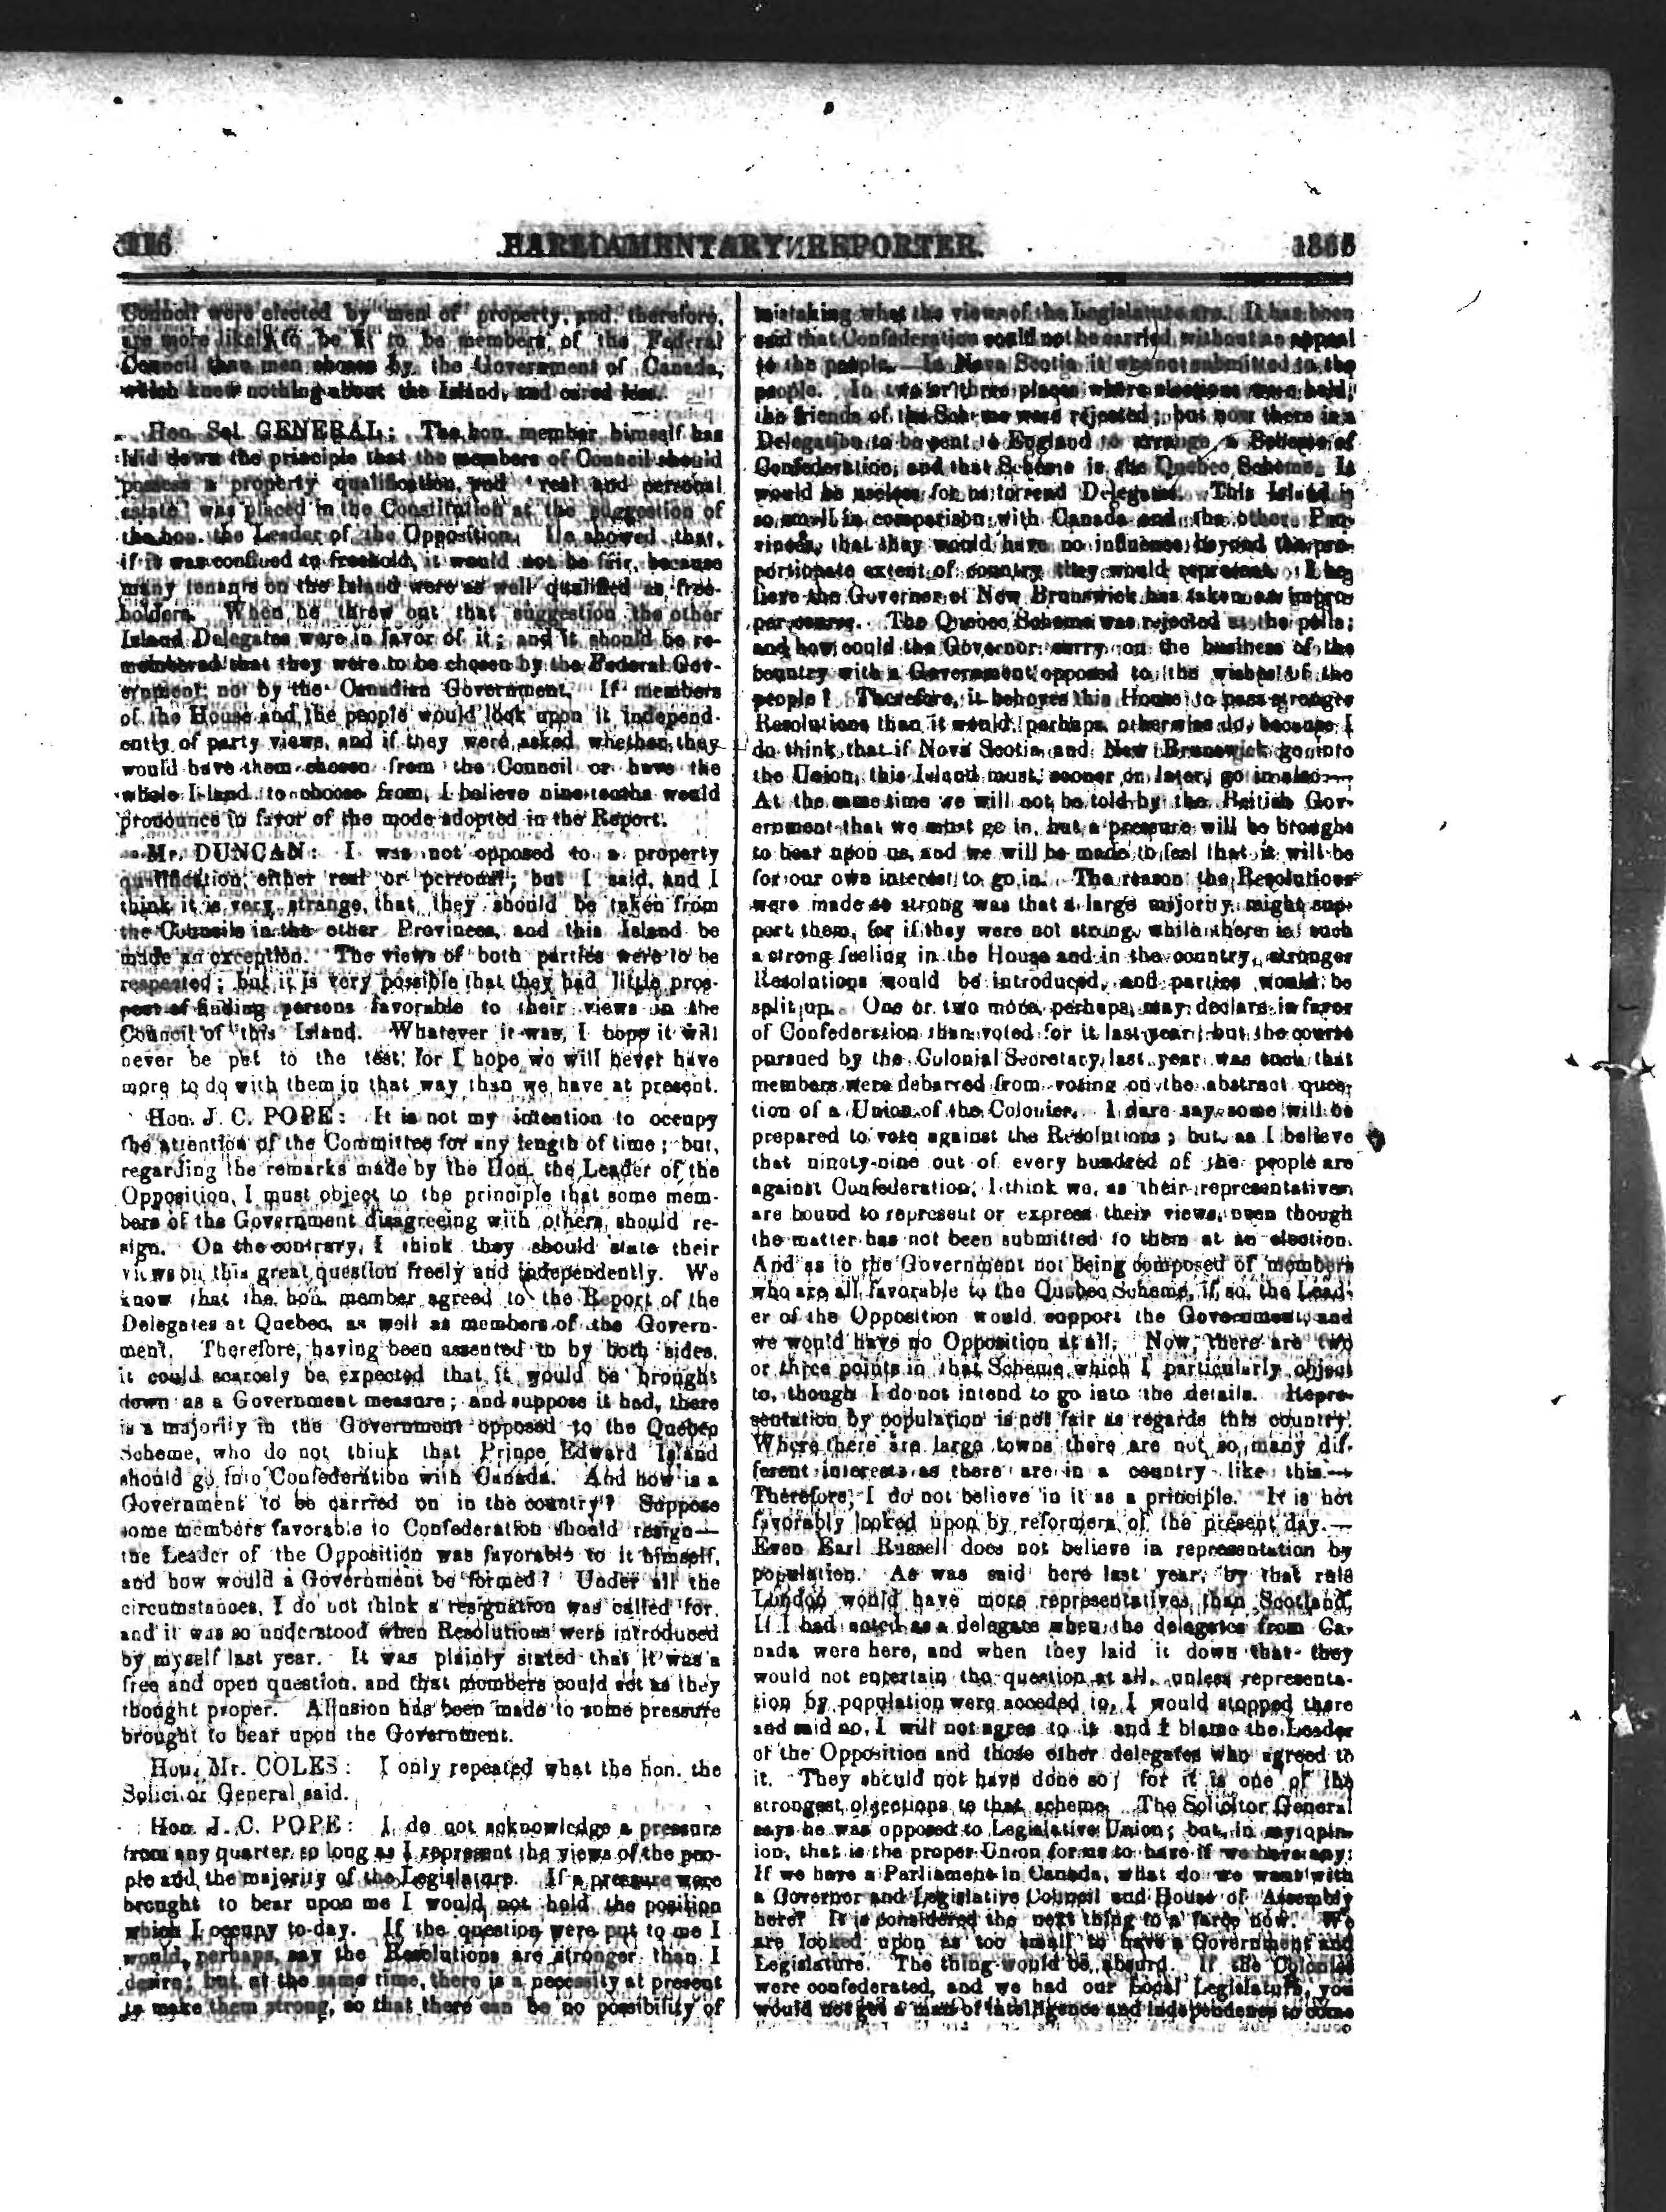 116 PARLIAMENTARY REPORTER. 1866
Council were elected by men of property, and, therefore,
are more likely to be fit to be members of the Federal
Council than men chosen by the Government of Canada,
which knew nothing about the Island, and cared less.
Hon. Sol. GENERAL: The hon. member himself has
laid down the principle that the members of Council should
possess a property qualification, and "real and personal
estate" was placed in the Constitution at the suggestion of
the hon. the Leader of the Opposition. He showed that,
if it was confined to freehold, it would not be fair, because
many tenants on the Island were as well qualified as free-
holders. When he threw out that suggestion the other
Island Delegates were in favor of it; and it should be re-
membered that they were to be chosen by the Federal Gov-
ernment, not by the Canadian Government. If members
of the House and the people would look upon it independ-
ently of party views, and if they were asked whether they
would have them chosen from the Council or have the
whole Island to choose from, I believe nine-tenths would
pronounce in favor of the mode adopted in the Report.
Mr. DUNCAN: I was not opposed to a property
qualification, either real or personal; but I said, and I
think it is very strange, that they should be taken from
the Councils in the other Provinces, and this Island be
made an exception. The views of both parties were to be
respected; but it is very possible that they had little pros-
pect of finding persons favorable to their views in the
Council of this Island. Whatever it was, I hope it will
never be put to the test, for I hope we will never have
more to do with them in that way than we have at present.
Hon. J. C. POPE: It is not my intention to occupy
the attention of the Committee for any length of time; but,
regarding the remarks made by the Hon. the Leader of the
Opposition, I must object to the principle that some mem-
bers of the Government disagreeing with others, should re-
sign. On the contrary, I think they should state their
views on this great question freely and independently. We
know that the hon. member agreed to the Report of the
Delegates at Quebec, as well as members of the Govern-
ment. Therefore, having been assented to by both sides,
it could scarcely be expected that it would be brought
down as a Government measure; and suppose it had, there
is a majority in the Government opposed to the Quebec
Scheme, who do not think that Prince Edward Island
should go into Confederation with Canada. And how is a
Government to be carried on in the country? Suppose
some members favorable to Confederation should resign—
the Leader of the Opposition was favorable to it himself,
and how would a Government be formed? Under all the
circumstances, I do not think a resignation was called for,
and it was so understood when Resolutions were introduced
by myself last year. It was plainly stated that it was a
free and open question, and that members could act as they
thought proper. Allusion has been made to some pressure
brought to bear upon the Government.
Hon. Mr. COLES: I only repeated what the hon. the
Solicitor General said.
Hon. J. C. POPE: I do not acknowledge a pressure
from any quarter so long as I represent the views of the peo-
ple and the majority of the Legislature. If a pressure were
brought to bear upon me I would not hold the position
which I occupy to-day. If the question were put to me I
would, perhaps, say the Resolutions are stronger than I
desire; but, at the same time, there is a necessity at present
to make them strong, so that there can be no possibility of
mistaking what the views of the Legislature are. It has been
said that Confederation could not be carried without an appeal
to the people.—In Nova Scotia it was not submitted to the
people. In two or three places where elections were held,
the friends of the Scheme were rejected; but now there is a
Delegation to be sent to England to arrange a Scheme of
Confederation, and that Scheme is the Quebec Scheme. It
would be useless for us to send Delegates. This Island is
so small in comparison with Canada and the other Pro-
vinces, that they would have no influence beyond the pro-
portionate extent of country they would represent. I be-
lieve the Governor of New Brunswick has taken an impro-
per course. The Quebec Scheme was rejected at the polls;
and how could the Governor carry on the business of the
country with a Government opposed to the wishes of the
people? Therefore, it behoves this House to pass stronger
Resolutions than it would perhaps otherwise do, because I
do think that if Nova Scotia and New Brunswick go into
the Union, this Island must, sooner or later, go in also.—
At the same time we will not be told by the British Gov-
ernment that we must go in, but a pressure will be brought
to bear upon us, and we will be made to feel that it will be
for our own interest to go in. The reason the Resolutions
were made so strong was that a large majority might sup-
port them, for if they were not strong, while there is such
a strong feeling in the House and in the country, stronger
Resolutions would be introduced, and parties would be
split up. One or two more, perhaps, may declare in favor
of Confederation than voted for it last year; but the course
pursued by the Colonial Secretary last year was such that
members were debarred from voting on the abstract ques-
tion of a Union of the Colonies. I dare say some will be
prepared to vote against the Resolutions; but, as I believe
that ninety-nine out of every hundred of the people are
against Confederation, I think we, as their representatives,
are bound to represent or express their views, even though
the matter has not been submitted to them at an election.
And as to the Government not being composed of members
who are all favorable to the Quebec Scheme, if so, the Lead-
er of the Opposition would support the Government, and
we would have no Opposition at all. Now, there are two
or three points in that Scheme which I particularly object
to, though I do not intend to go into the details. Repre-
sentation by population is not fair as regards this country.
Where there are large towns there are not so many dif-
ferent interests as there are in a country like this.—
Therefore, I do not believe in it as a principle. It is not
favorably looked upon by reformers of the present day.—
Even Earl Russell does not believe in representation by
population. As was said here last year, by that rule
London would have more representatives than Scotland.
If I had acted as a delegate when the delegates from Ca-
nada were here, and when they laid it down that they
would not entertain the question at all, unless representa-
tion by population were acceded to, I would stopped there
and said no, I will not agree to it and I blame the Leader
of the Opposition and those other delegates who agreed to
it. They should not have done so; for it is one of the
strongest objections to that scheme. The Solicitor General
says he was opposed to Legislative Union; but, in my opin-
ion, that is the proper Union for us to have if we have any.
If we have a Parliament in Canada, what do we want with
a Governor and Legislative Council and House of Assembly
here? It is considered the next thing to a farce now. We
are looked upon as too small to have a Government and
Legislature. The thing would be absurd. If the Colonies
were confederated, and we had our Local Legislature, you
would not get a man of intelligence and independence to come